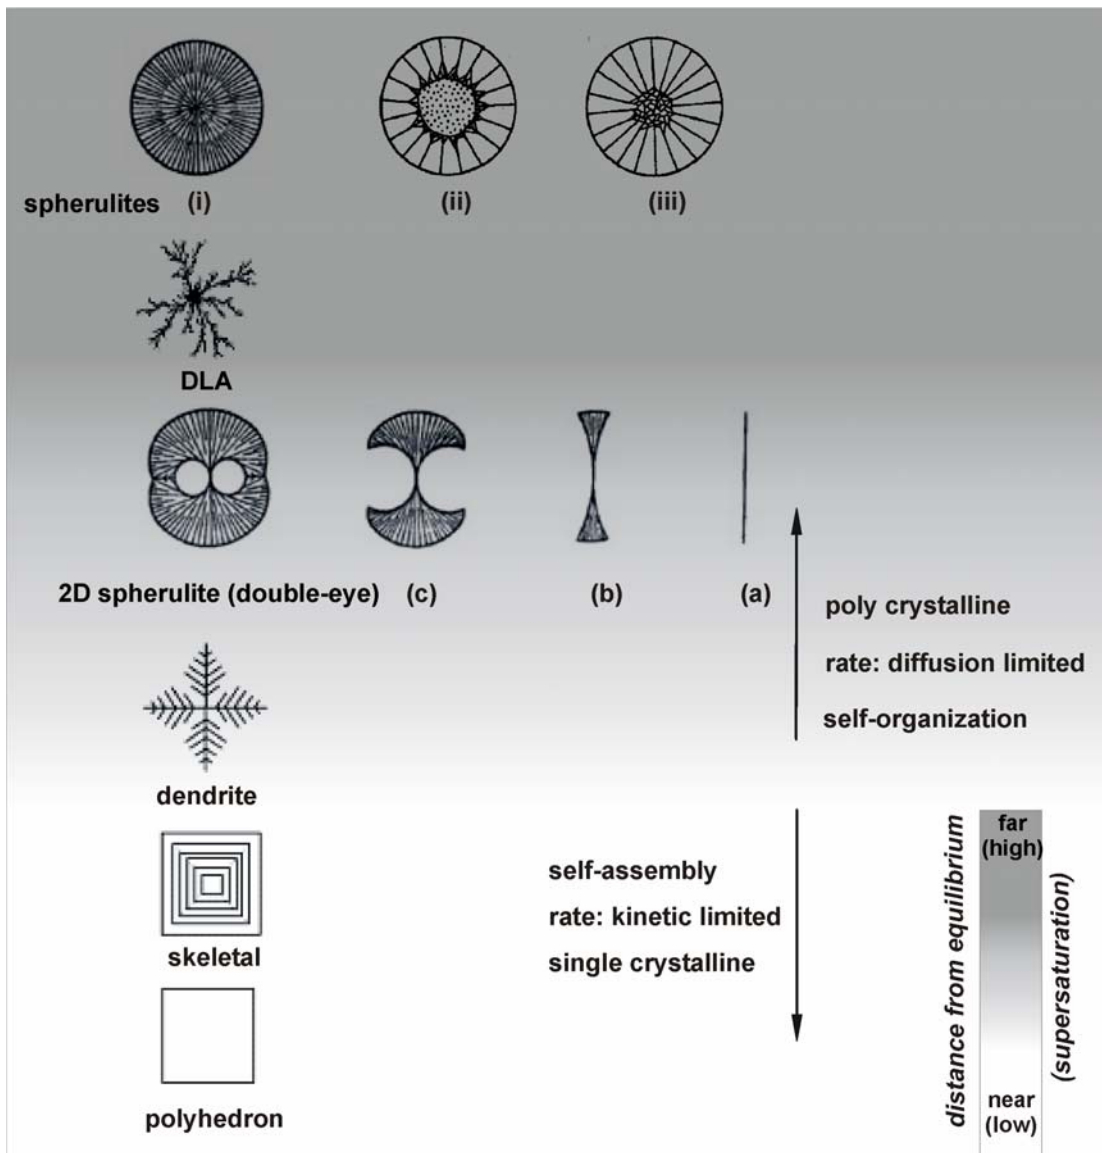 spherulites (i) (ii) (iii)
DLA
2D spherulite (double-eye) (c) (b) (a)
poly crystalline
rate: diffusion limited
self-organization
dendrite
self-assembly
rate: kinetic limited
single crystalline
skeletal
polyhedron
distance from equilibrium
far
(high)
near
(low)
(supersaturation)